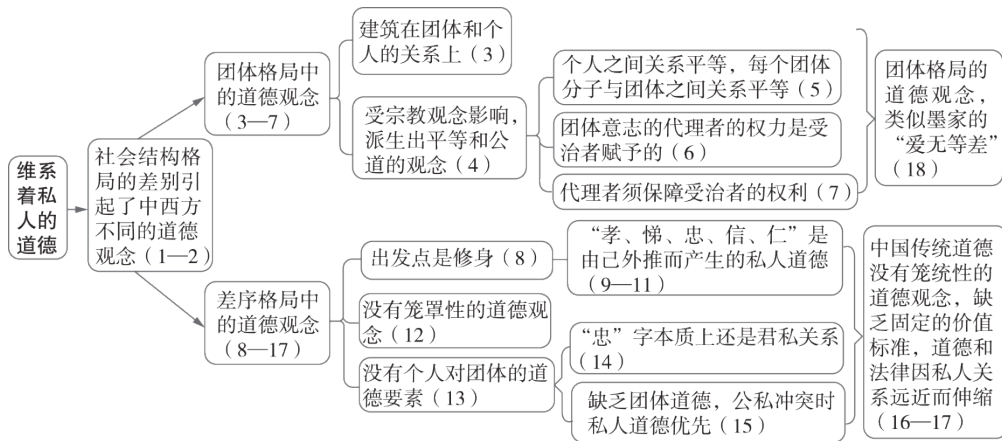 维系
着私
人的
道德
社会结构格
局的差别引
起了中西方
不同的道德
观念（1—2）
团体格局中
的道德观念
（3—7）
建筑在团体和个
人的关系上（3）
受宗教观念影响，
派生出平等和公
道的观念（4）
个人之间关系平等，每个团体
分子与团体之间关系平等（5）
团体意志的代理者的权力是受
治者赋予的（6）
代理者须保障受治者的权利（7）
团体格局的
道德观念，
类似墨家的
“爱无等差”
（18）
差序格局中
的道德观念
（8—17）
出发点是修身（8）
“孝、悌、忠、信、仁”是
由己外推而产生的私人道德
（9—11）
没有笼罩性的道德观
念（12）
没有个人对团体的道
德要素（13）
“忠”字本质上还是君私关系
（14）
缺乏团体道德，公私冲突时
私人道德优先（15）
中国传统道德
没有笼统性的
道德观念，缺
乏固定的价值
标准，道德和
法律因私人关
系远近而伸缩
（16—17）